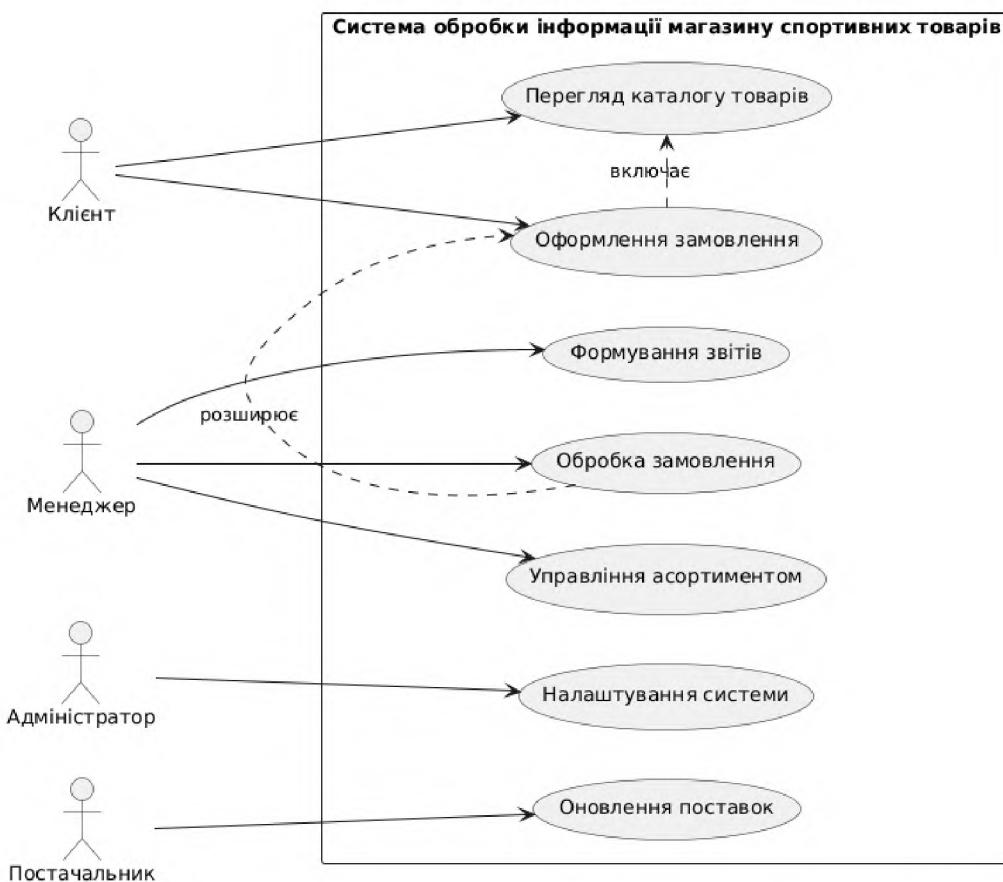 Система обробки інформації магазину спортивних товарів
Перегляд каталогу товарів
включає
Клієнт
Оформлення замовлення
Формування звітів
розширює
Обробка замовлення
Менеджер
Управління асортиментом
Налаштування системи
Адміністратор
Оновлення поставок
Постачальник